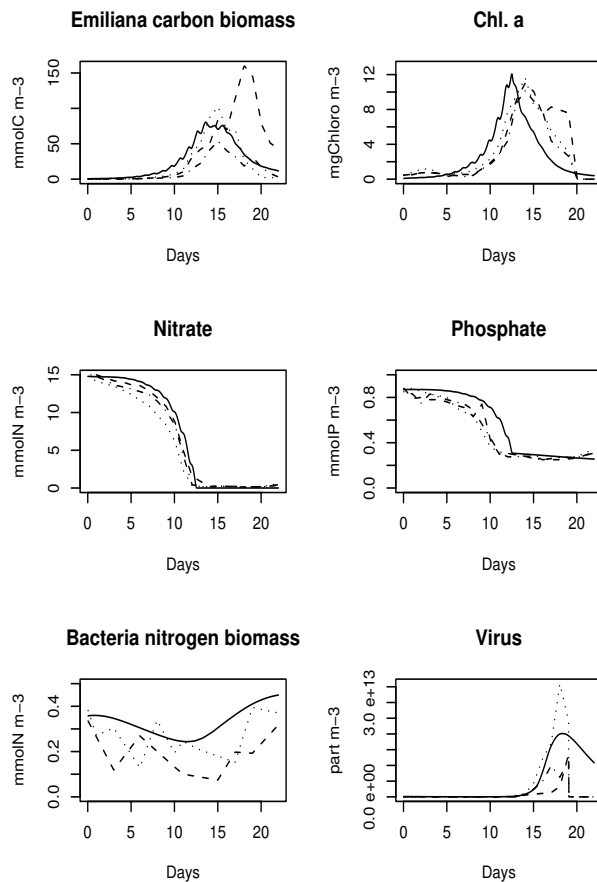 Emiliana carbon biomass
mmolC m−3
0 50 150
0 5 10 15 20
Days
Chl. a
mgChloro m−3
0 4 8 12
0 5 10 15 20
Days
Nitrate
mmolN m−3
0 5 10 15
0 5 10 15 20
Days
Phosphate
mmolP m−3
0.0 0.4 0.8
0 5 10 15 20
Days
Bacteria nitrogen biomass
mmolN m−3
0.0 0.2 0.4
0 5 10 15 20
Days
Virus
part m−3
0.0 e+00 3.0 e+13
0 5 10 15 20
Days